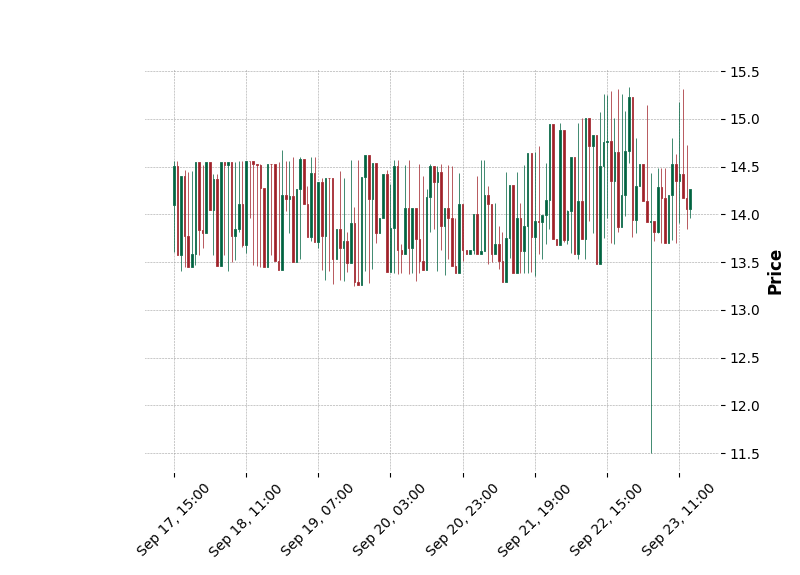 15.5
15.0
14.5
14.0
13.5
13.0
12.5
12.0
11.5
Price
Sep 17, 15:00
Sep 18, 11:00
Sep 19, 07:00
Sep 20, 03:00
Sep 20, 23:00
Sep 21, 19:00
Sep 22, 15:00
Sep 23, 11:00